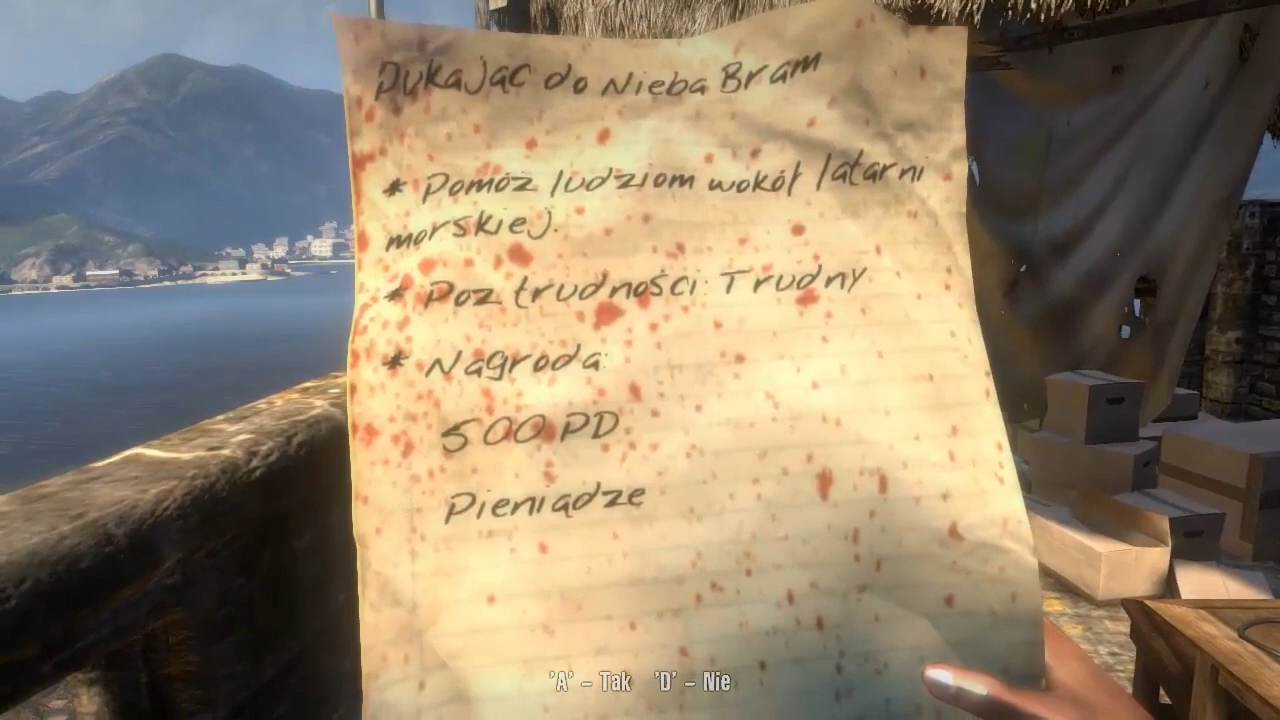 Pukając do Nieba Bram
* Pomóż ludziom wokół latarni
morskiej.
* Poz trudności: Trudny
* Nagroda:
500 PD
Pieniądze
'A' - Tak 'D' - Nie